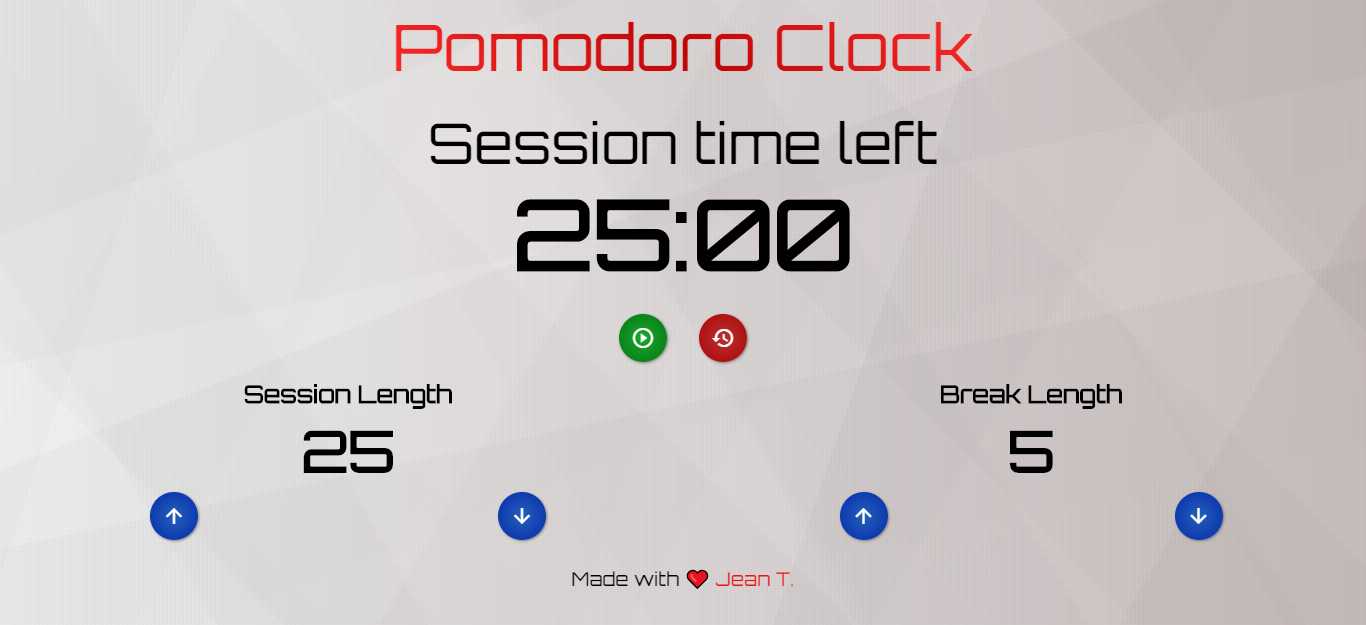 Pomodoro Clock
Session time left
25:00
Session Length
Break Length
25
5
Made with ❤ Jean T.